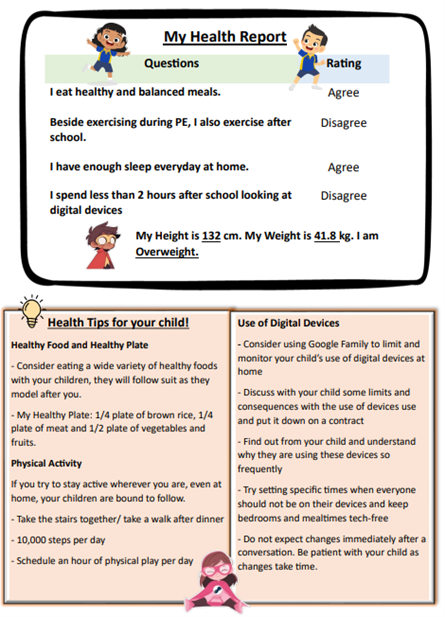 My Health Report
Questions Rating
I eat healthy and balanced meals. Agree
Beside exercising during PE, I also exercise after Disagree
school.
I have enough sleep everyday at home. Agree
I spend less than 2 hours after school looking at Disagree
digital devices
My Height is 132 cm. My Weight is 41.8 kg. I am
Overweight.
Health Tips for your child!
Healthy Food and Healthy Plate
- Consider eating a wide variety of healthy foods
with your children, they will follow suit as they
model after you.
- My Healthy Plate: 1/4 plate of brown rice, 1/4
plate of meat and 1/2 plate of vegetables and
fruits.
Physical Activity
If you try to stay active wherever you are, even at
home, your children are bound to follow.
- Take the stairs together/ take a walk after dinner
- 10,000 steps per day
- Schedule an hour of physical play per day
Use of Digital Devices
- Consider using Google Family to limit and
monitor your child's use of digital devices at
home
- Discuss with your child some limits and
consequences with the use of devices use
and put it down on a contract
- Find out from your child and understand
why they are using these devices so
frequently
- Try setting specific times when everyone
should not be on their devices and keep
bedrooms and mealtimes tech-free
- Do not expect changes immediately after a
conversation. Be patient with your child as
changes take time.